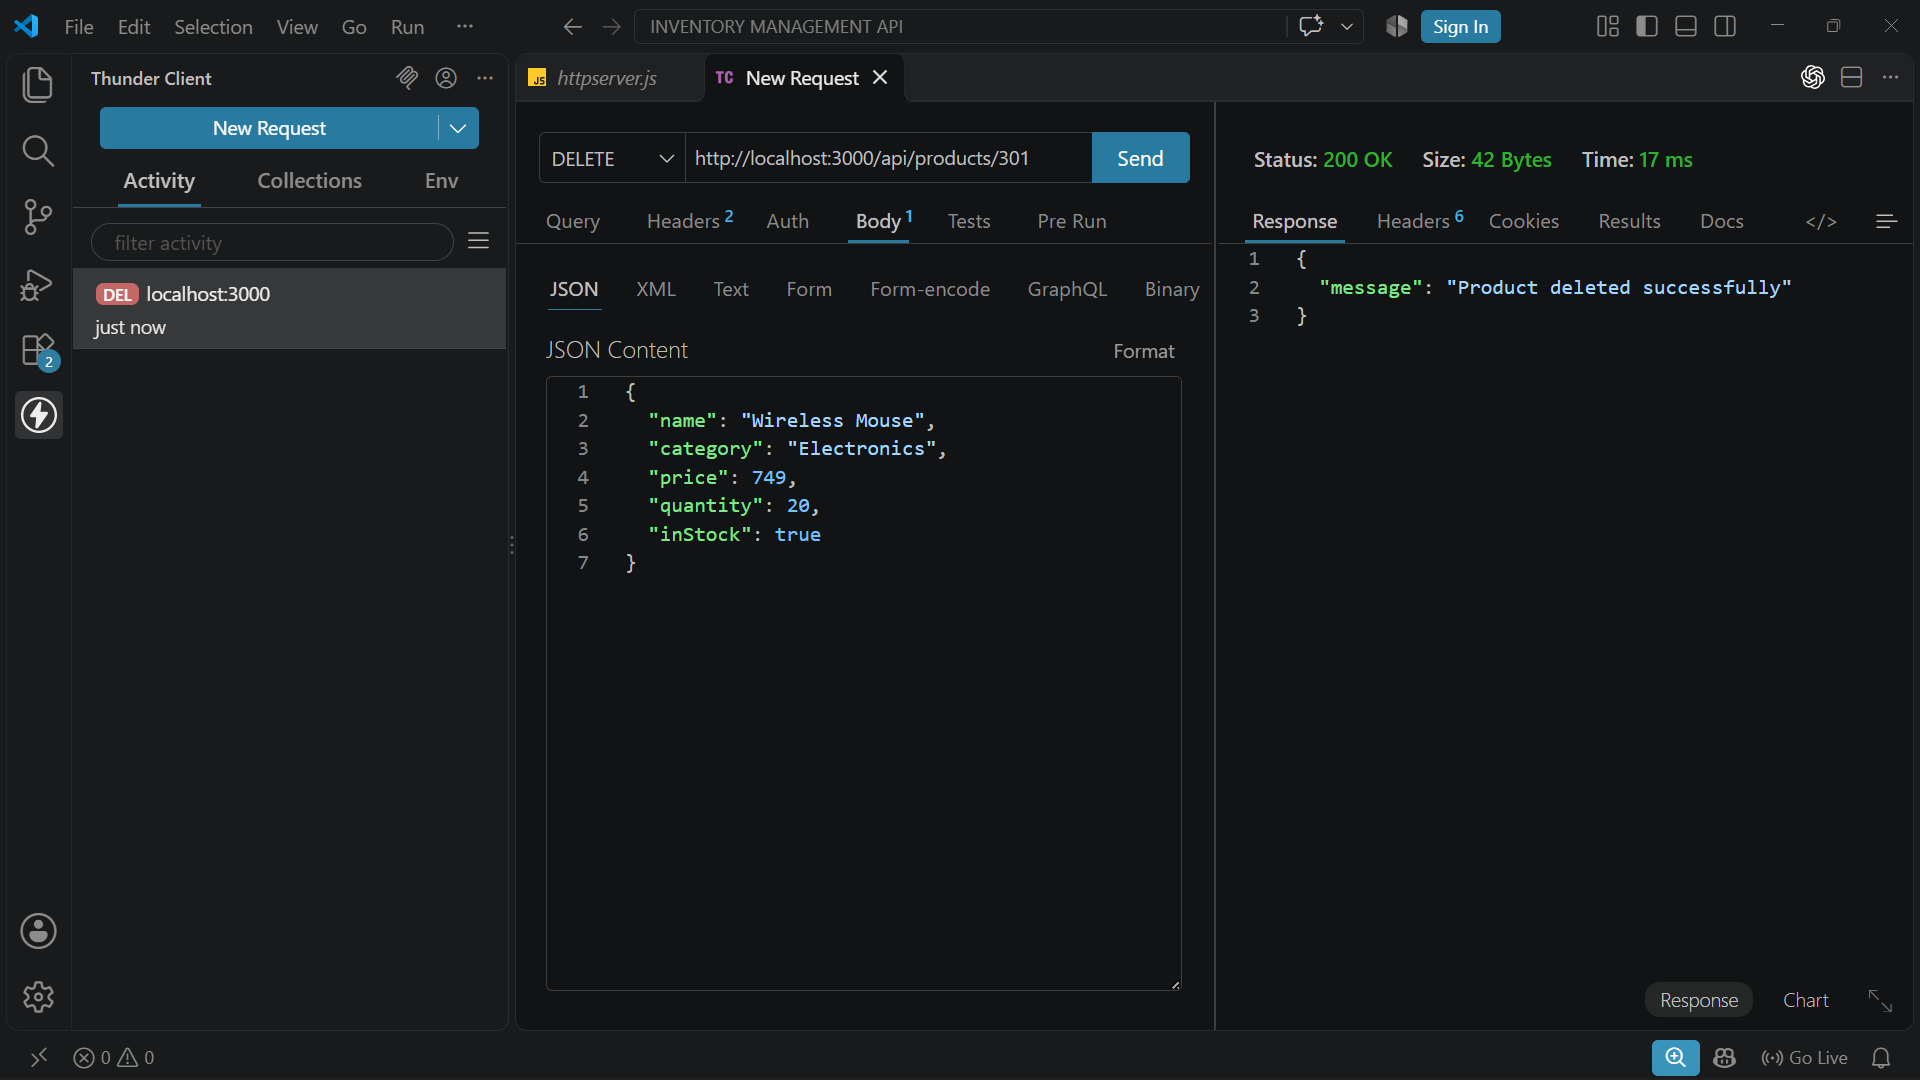 File Edit Selection View Go Run ···
INVENTORY MANAGEMENT API
Sign In
Thunder Client
New Request
Activity Collections Env
filter activity
DEL localhost:3000
just now
2
JS httpserver.js
TC New Request
DELETE http://localhost:3000/api/products/301 Send
Query Headers 2 Auth Body 1 Tests Pre Run
JSON XML Text Form Form-encode GraphQL Binary
JSON Content Format
1 {
2 "name": "Wireless Mouse",
3 "category": "Electronics",
4 "price": 749,
5 "quantity": 20,
6 "inStock": true
7 }
Status: 200 OK Size: 42 Bytes Time: 17 ms
Response Headers 6 Cookies Results Docs </>
1 {
2 "message": "Product deleted successfully"
3 }
Response Chart
0 0
Go Live